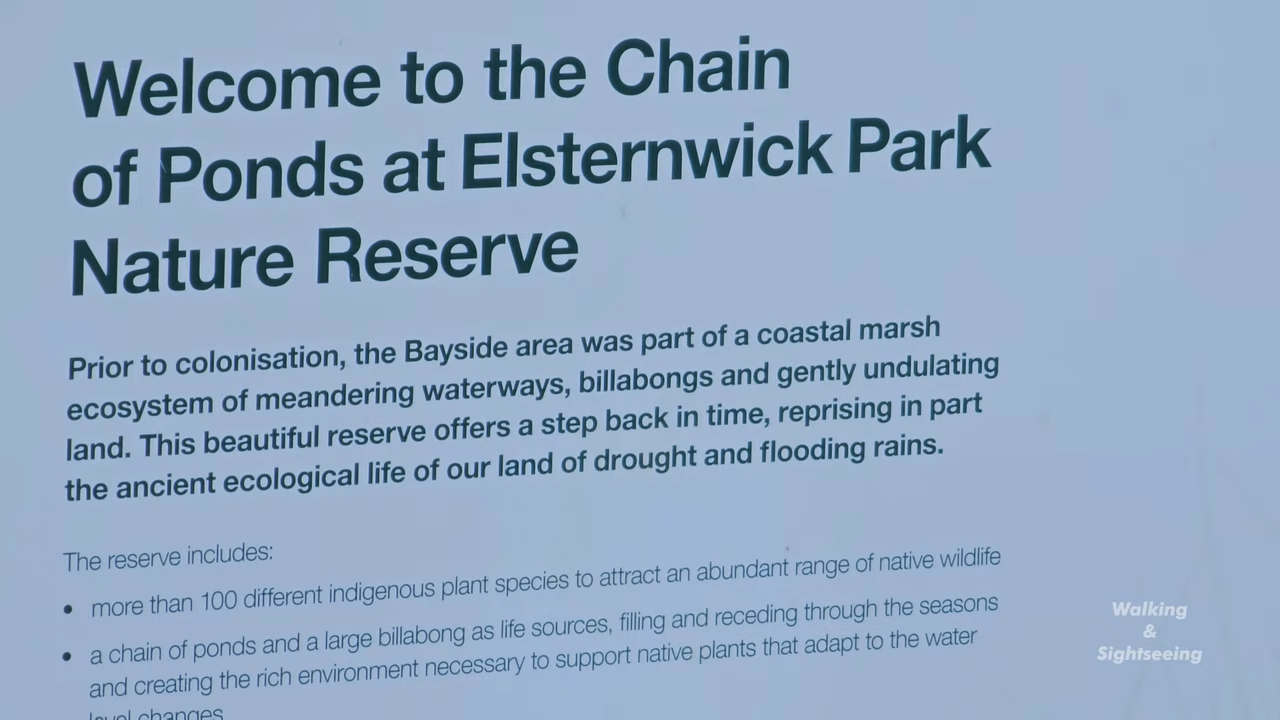 Welcome to the Chain
of Ponds at Elsternwick Park
Nature Reserve
Prior to colonisation, the Bayside area was part of a coastal marsh
ecosystem of meandering waterways, billabongs and gently undulating
land. This beautiful reserve offers a step back in time, reprising in part
the ancient ecological life of our land of drought and flooding rains.
The reserve includes:
• more than 100 different indigenous plant species to attract an abundant range of native wildlife
• a chain of ponds and a large billabong as life sources, filling and receding through the seasons
and creating the rich environment necessary to support native plants that adapt to the water
level changes
Walking
&
Sightseeing